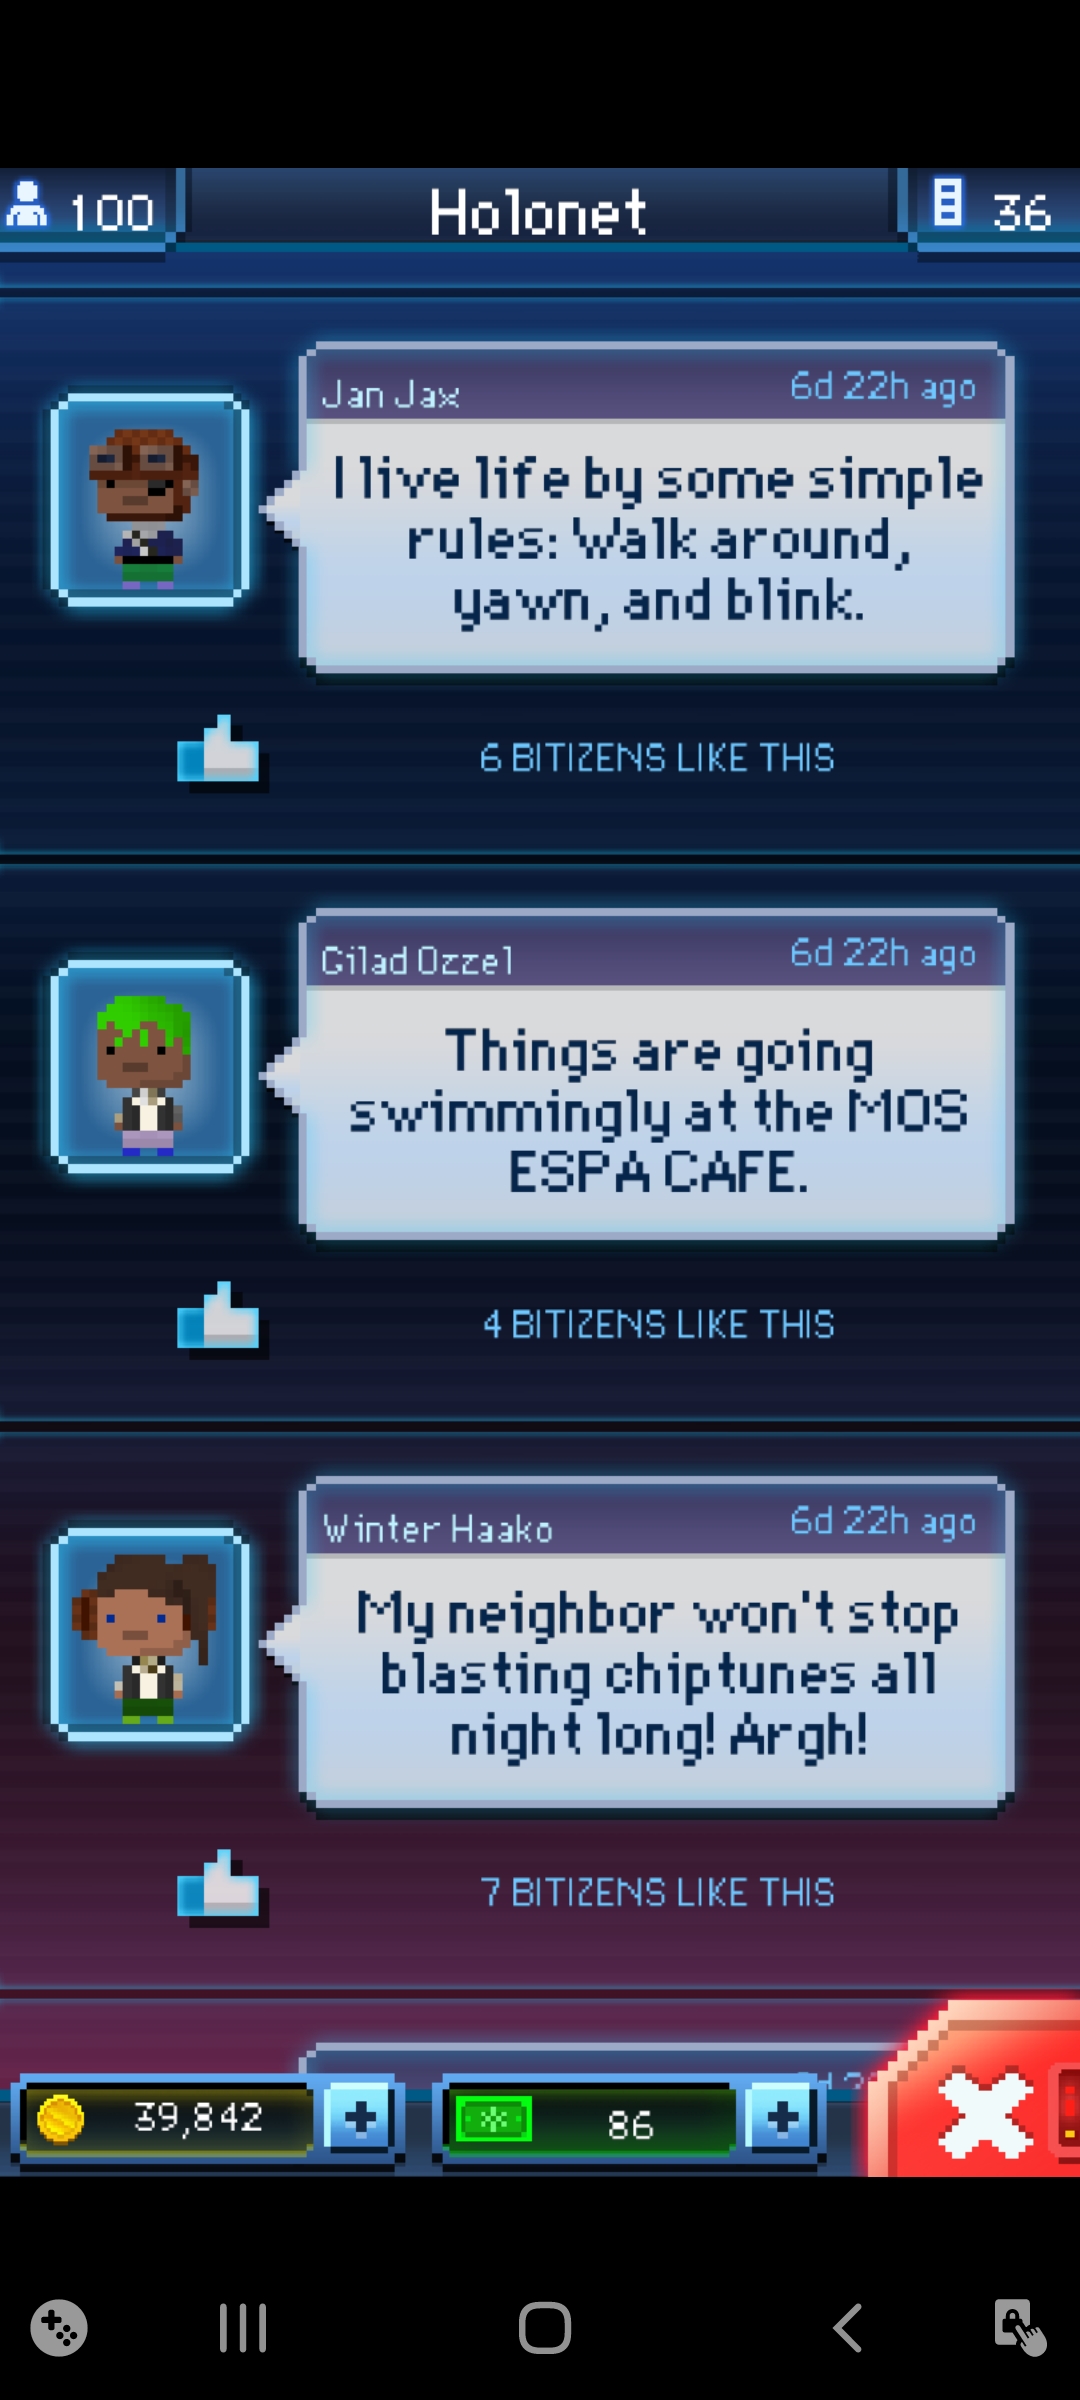 100
Holonet
36
Jan Jax
6d 22h ago
I live life by some simple
rules: Walk around,
yawn, and blink.
6 BITIZENS LIKE THIS
Gilad Ozzel
6d 22h ago
Things are going
swimmingly at the MOS
ESPA CAFE.
4 BITIZENS LIKE THIS
Winter Haako
6d 22h ago
My neighbor won't stop
blasting chiptunes all
night long! Argh!
7 BITIZENS LIKE THIS
39,842
86